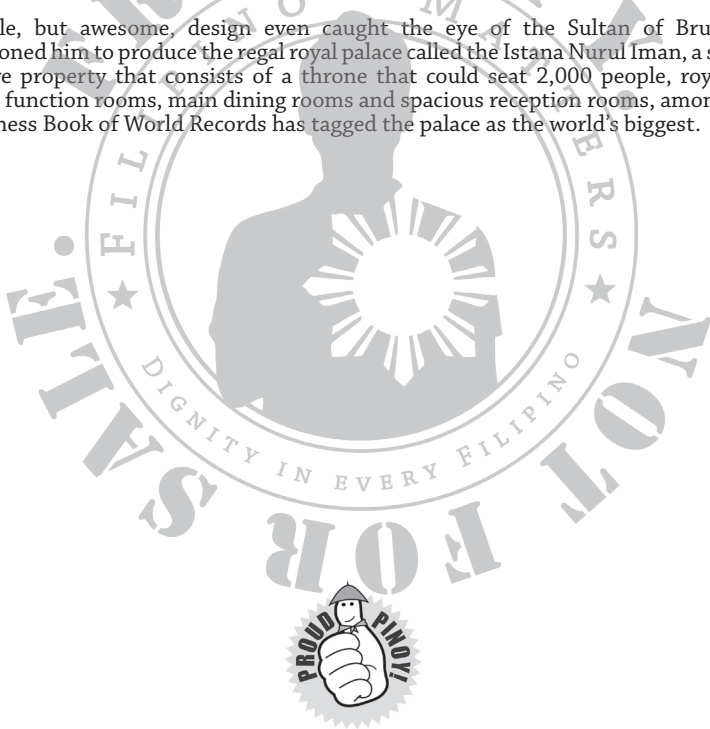 le, but awesome, design even caught the eye of the Sultan of Bru
oned him to produce the regal royal palace called the Istana Nurul Iman, a s
re property that consists of a throne that could seat 2,000 people, roy
function rooms, main dining rooms and spacious reception rooms, amon
ness Book of World Records has tagged the palace as the world's biggest.
FILIPINO MATTERS
DIGNITY IN EVERY FILIPINO
NOT FOR SALE.
PROUD PINOY!